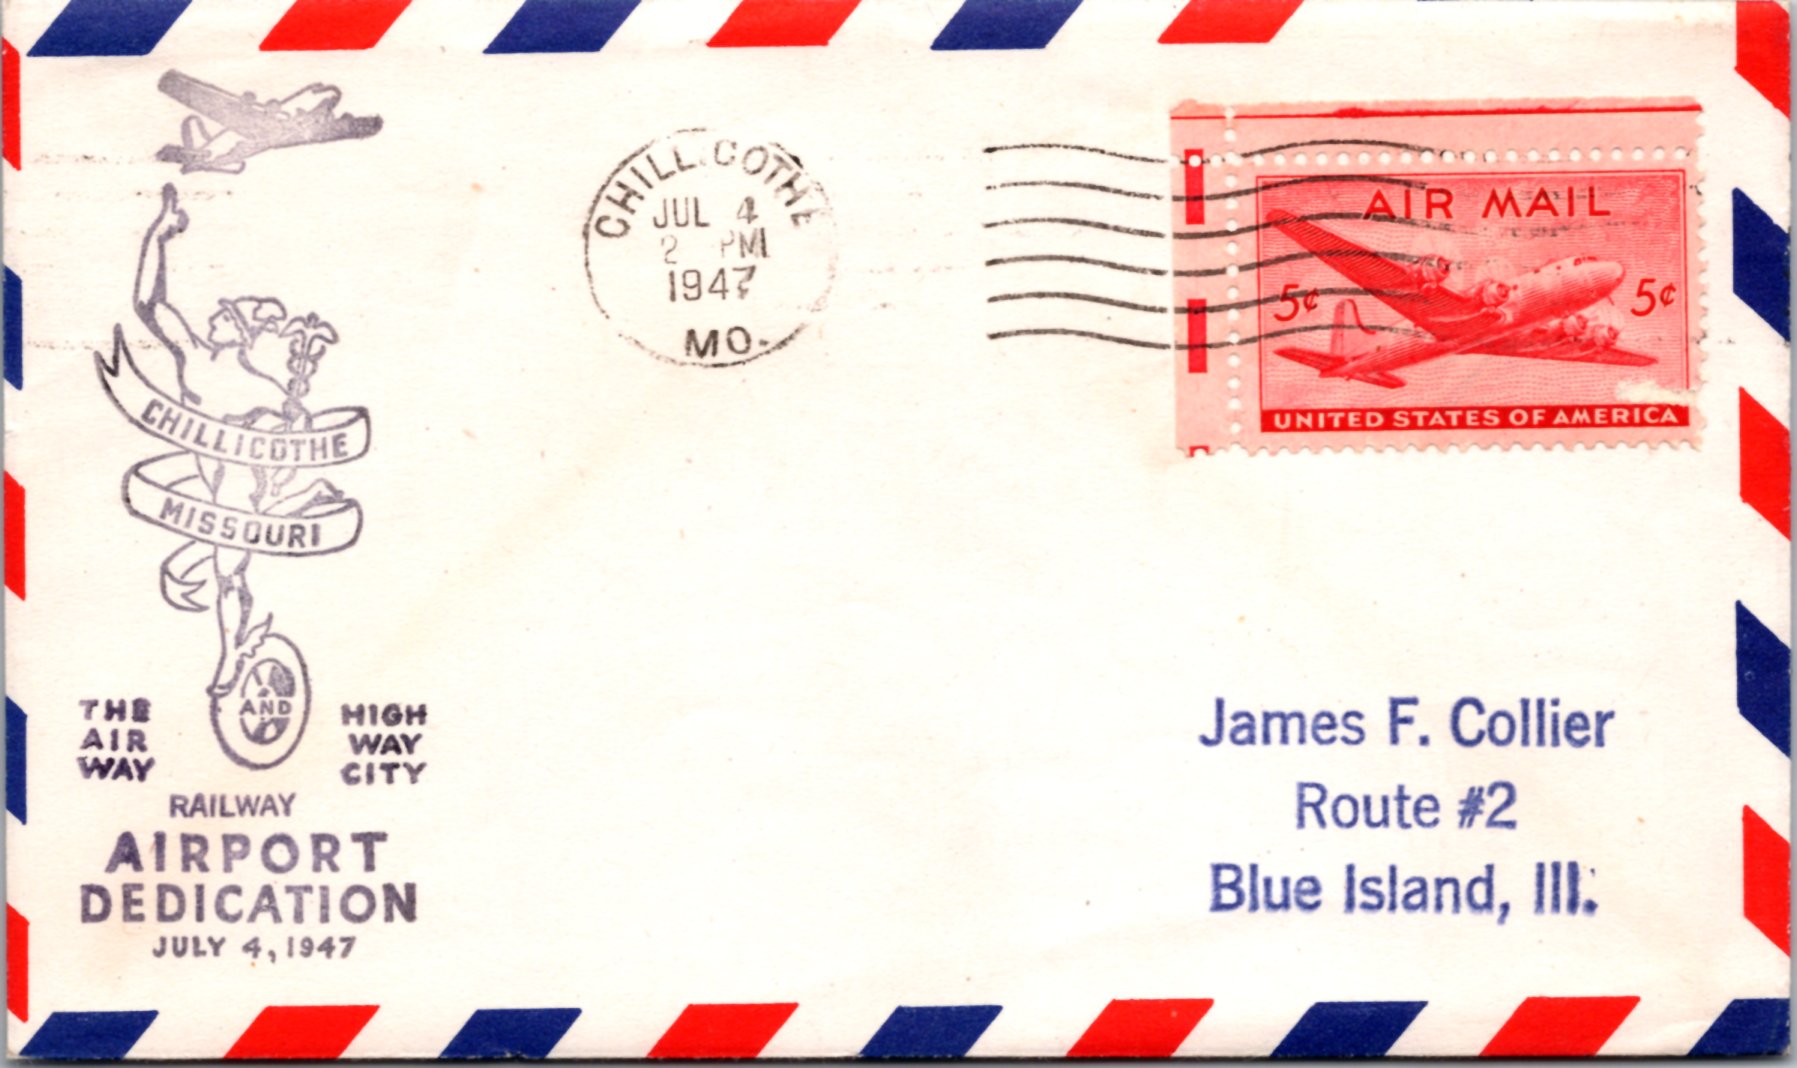 CHILLICOTHE
MISSOURI
THE
AIR
WAY
AND
HIGH
WAY
CITY
RAILWAY
AIRPORT
DEDICATION
JULY 4, 1947
CHILLICOTHE
JUL 4
2 PM
1947
MO.
AIR MAIL
5¢ 5¢
UNITED STATES OF AMERICA
James F. Collier
Route #2
Blue Island, Ill.